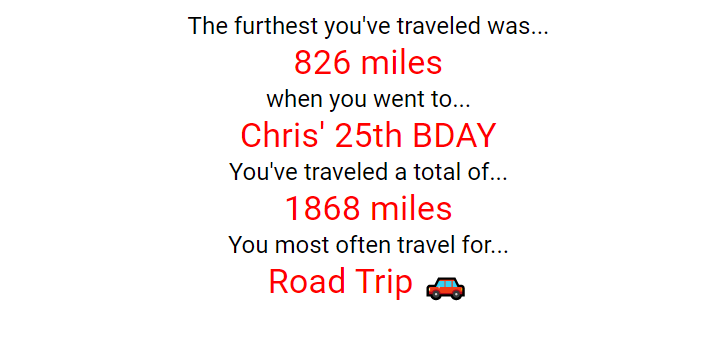 The furthest you've traveled was...
826 miles
when you went to...
Chris' 25th BDAY
You've traveled a total of...
1868 miles
You most often travel for...
Road Trip 🚗